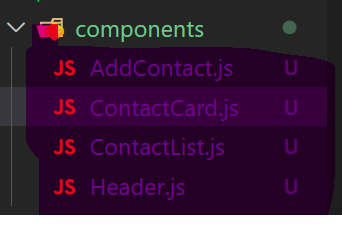 components
JS AddContact.js U
JS ContactCard.js U
JS ContactList.js U
JS Header.js U